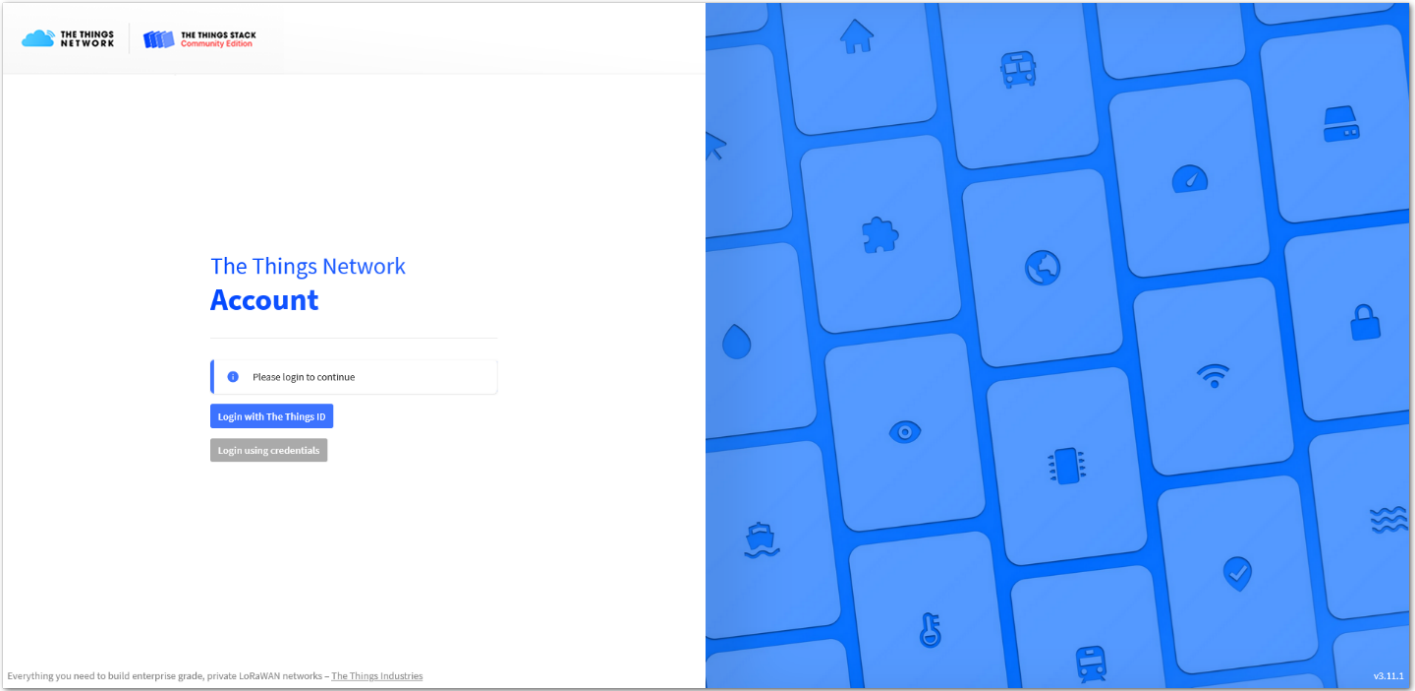 THE THINGS
NETWORK
THE THINGS STACK
Community Edition
The Things Network
Account
Please login to continue
Login with The Things ID
Login using credentials
Everything you need to build enterprise grade, private LoRaWAN networks – The Things Industries
v3.11.1